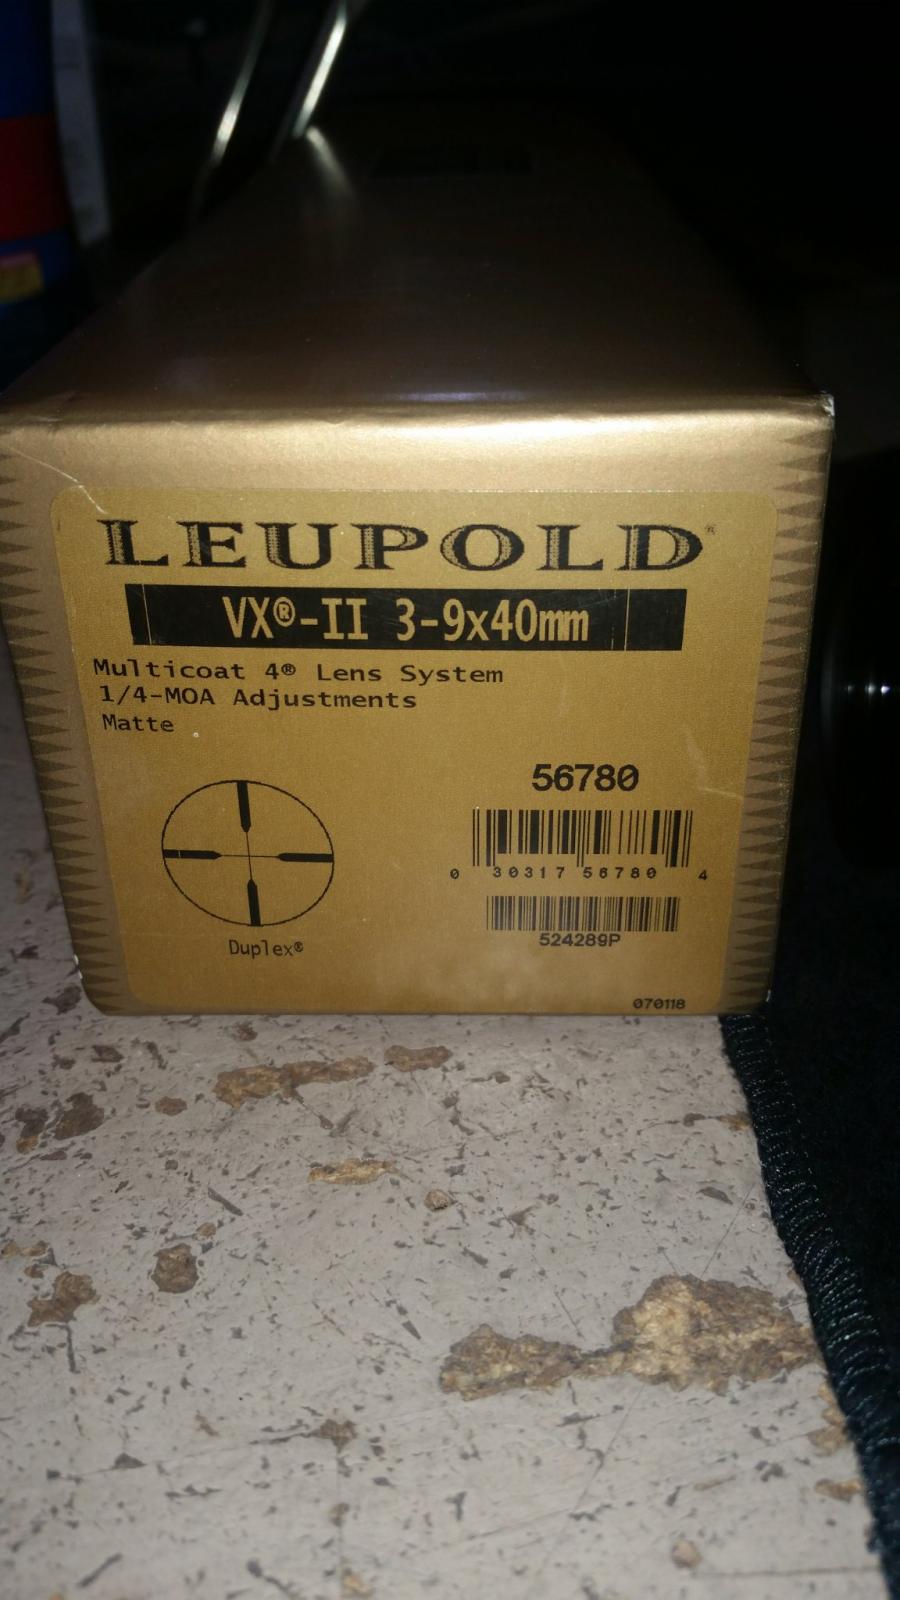 LEUPOLD®
VX®-II 3-9x40mm
Multicoat 4® Lens System
1/4-MOA Adjustments
Matte
56780
0 30317 56780 4
524289P
Duplex®
070118